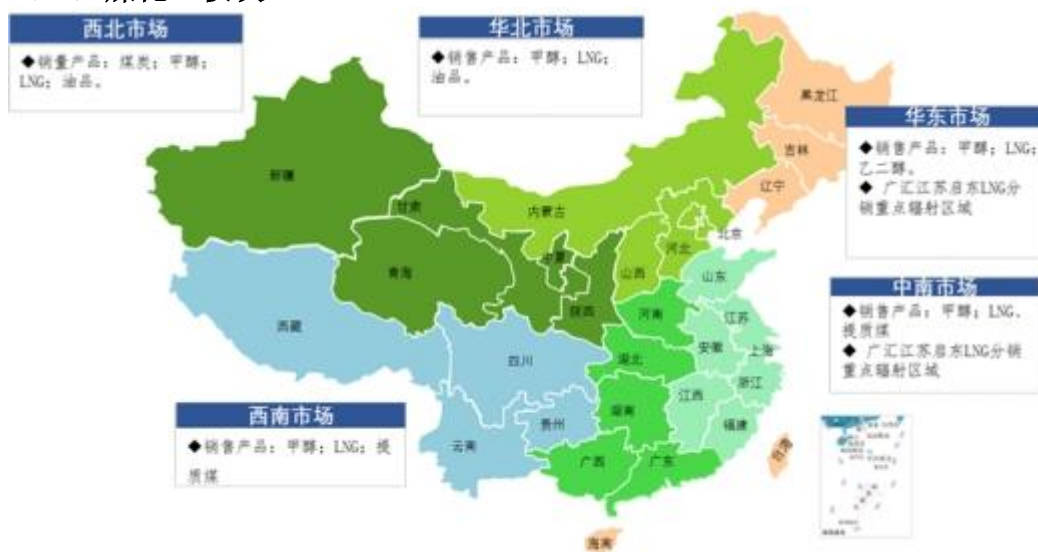 西北市场
◆销量产品：煤炭；甲醇；
LNG；油品。
华北市场
◆销售产品：甲醇；LNG；
油品。
华东市场
◆销售产品：甲醇；LNG；
乙二醇。
◆ 广汇江苏启东LNG分
销重点辐射区域
中南市场
◆销售产品：甲醇；LNG、
提质煤
◆ 广汇江苏启东LNG分销
重点辐射区域
西南市场
◆销售产品：甲醇；LNG；提
质煤
黑龙江
吉林
辽宁
新疆
甘肃
内蒙古
北京
河北
青海
宁夏
山西
山东
陕西
河南
江苏
西藏
安徽
上海
四川
湖北
浙江
江西
湖南
贵州
福建
云南
广西
广东
台湾
海南